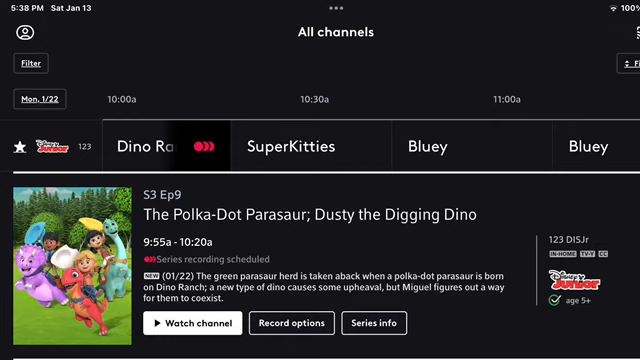 5:38 PM Sat Jan 13
100%
All channels
Filter
Mon, 1/22
10:00a
10:30a
11:00a
Disney Junior
123
Dino Ra
SuperKitties
Bluey
Bluey
S3 Ep9
The Polka-Dot Parasaur; Dusty the Digging Dino
9:55a - 10:20a
Series recording scheduled
NEW (01/22) The green parasaur herd is taken aback when a polka-dot parasaur is born
on Dino Ranch; a new type of dino causes some upheaval, but Miguel figures out a way
for them to coexist.
Watch channel
Record options
Series info
123 DISJr
IN-HOME TV-Y CC
Disney Junior
age 5+